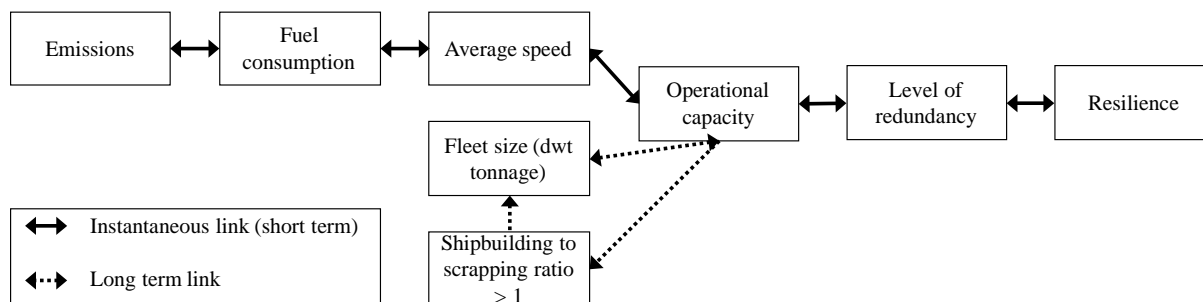 Emissions
Fuel
consumption
Average speed
Operational
capacity
Level of
redundancy
Resilience
Fleet size (dwt
tonnage)
Shipbuilding to
scrapping ratio
> 1
Instantaneous link (short term)
Long term link